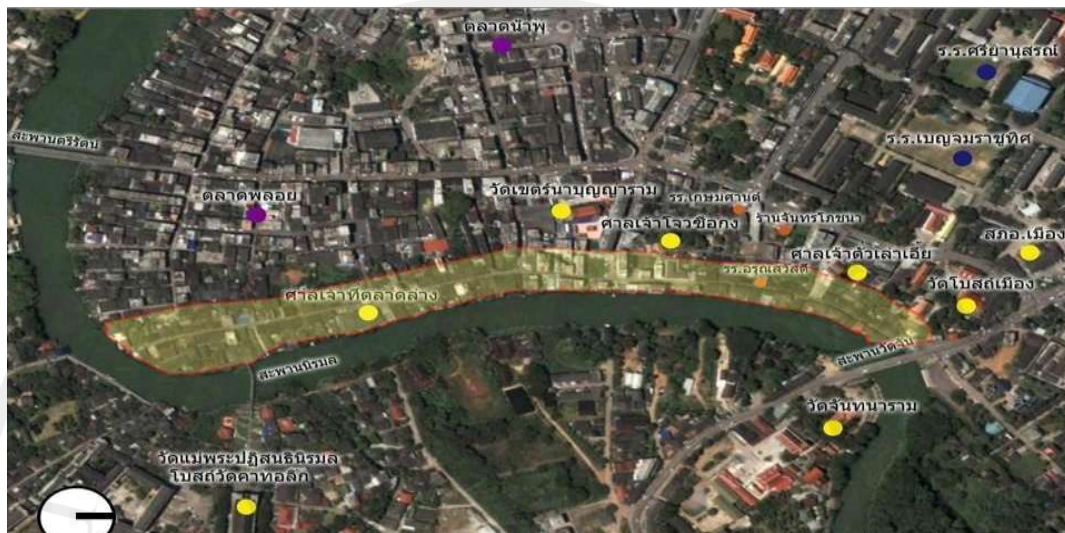 ตลาดน้ำพุ
ร.ร.ศรียานุสรณ์
สะพานตรีรัตน์
ร.ร.เบญจมราชูทิศ
ตลาดพลอย
วัดเขตร์นาบุญญาราม
รร.เกษมศานต์
ร้านจันทรโภชนา
ศาลเจ้าโจวซือกง
สภอ.เมือง
ศาลเจ้าตั้วเล่าเอี้ย
รร.อรุณสวัสดิ์
วัดโบสถ์เมือง
ศาลเจ้าที่ตลาดล่าง
สะพานวัดจันท์
สะพานนิรมล
วัดจันทนาราม
วัดแม่พระปฏิสนธินิรมล
โบสถ์วัดคาทอลิก